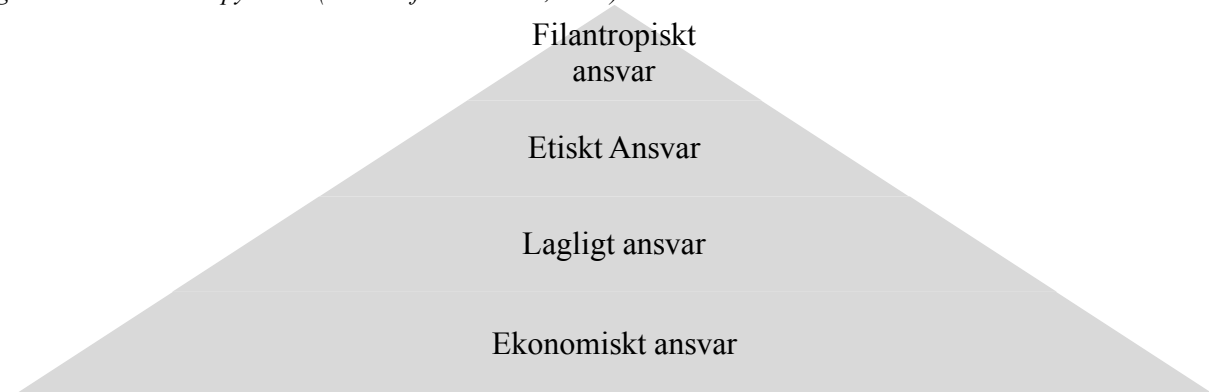 Filantropiskt
ansvar
Etiskt Ansvar
Lagligt ansvar
Ekonomiskt ansvar